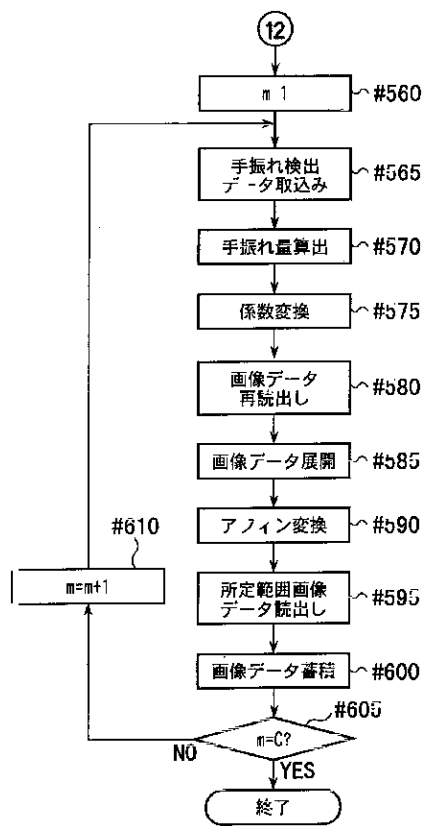 12
m 1
#560
手振れ検出
データ取込み
#565
手振れ量算出
#570
係数変換
#575
画像データ
再読出し
#580
画像データ展開
#585
アフィン変換
#590
#610
m=m+1
所定範囲画像
データ読出し
#595
画像データ蓄積
#600
#605
m=C?
NO
YES
終了